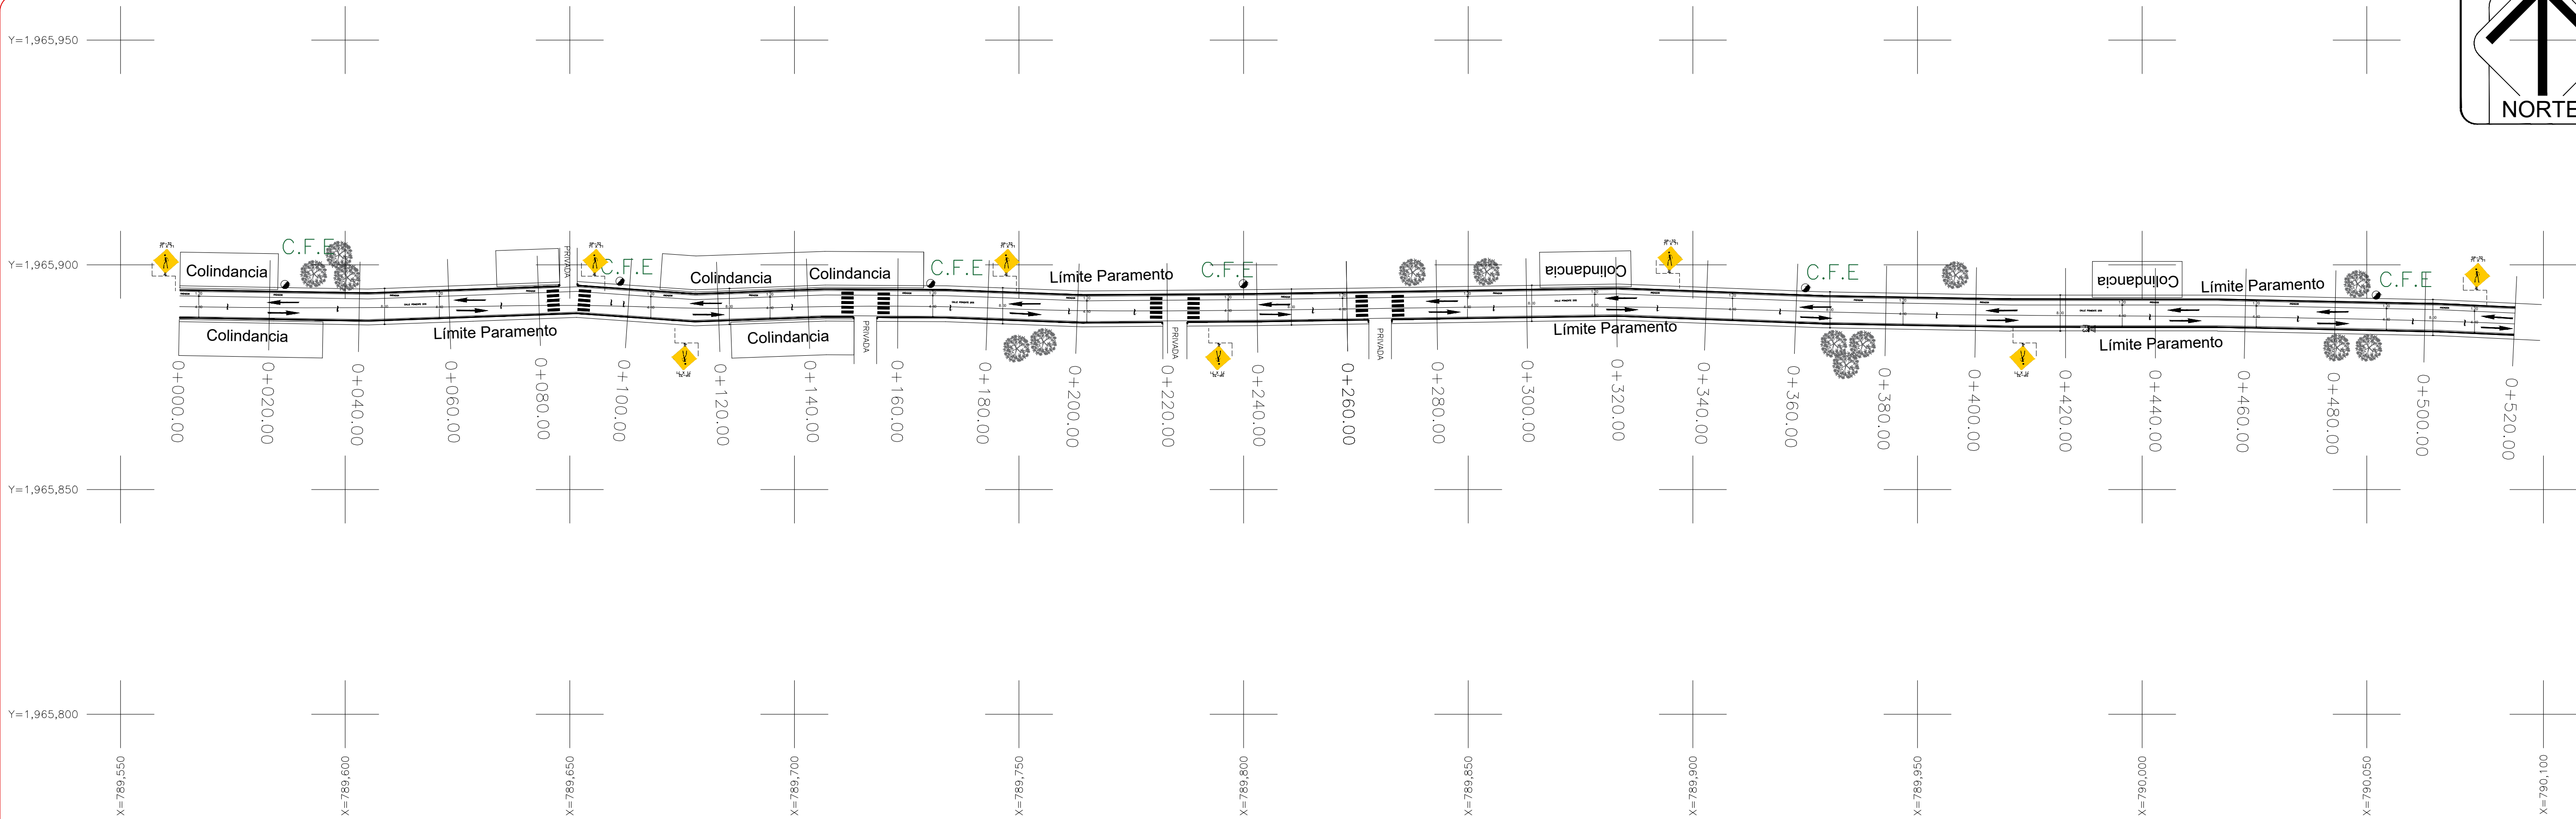 Y=1,965,950
NORTE
C.F.E
PRIVADA
Y=1,965,900
Colindancia
C.F.E
Colindancia
Colindancia
C.F.E
Límite Paramento
C.F.E
Colindancia
C.F.E
Colindancia
Límite Paramento
C.F.E
Colindancia
Límite Paramento
Colindancia
PRIVADA
PRIVADA
PRIVADA
Límite Paramento
Límite Paramento
0+000.00
0+020.00
0+040.00
0+060.00
0+080.00
0+100.00
0+120.00
0+140.00
0+160.00
0+180.00
0+200.00
0+220.00
0+240.00
0+260.00
0+280.00
0+300.00
0+320.00
0+340.00
0+360.00
0+380.00
0+400.00
0+420.00
0+440.00
0+460.00
0+480.00
0+500.00
0+520.00
Y=1,965,850
Y=1,965,800
X=789,550
X=789,600
X=789,650
X=789,700
X=789,750
X=789,800
X=789,850
X=789,900
X=789,950
X=790,000
X=790,050
X=790,100